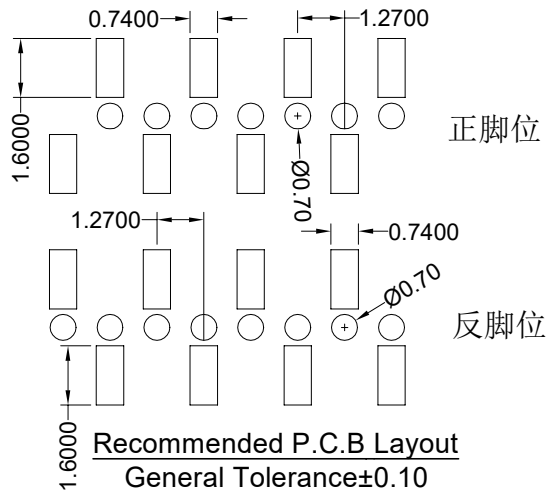 0.7400
1.2700
1.6000
正脚位
Ø0.70
1.2700
0.7400
Ø0.70
反脚位
1.6000
Recommended P.C.B Layout
General Tolerance±0.10